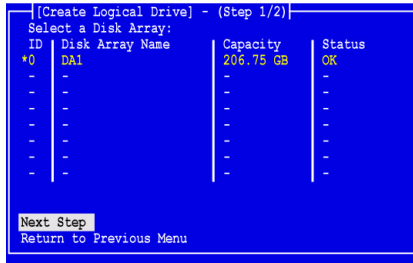 [Create Logical Drive] - (Step 1/2)
Select a Disk Array:
ID Disk Array Name Capacity Status
*0 DA1 206.75 GB OK
- - - -
- - - -
- - - -
- - - -
- - - -
- - - -
- - - -
Next Step
Return to Previous Menu